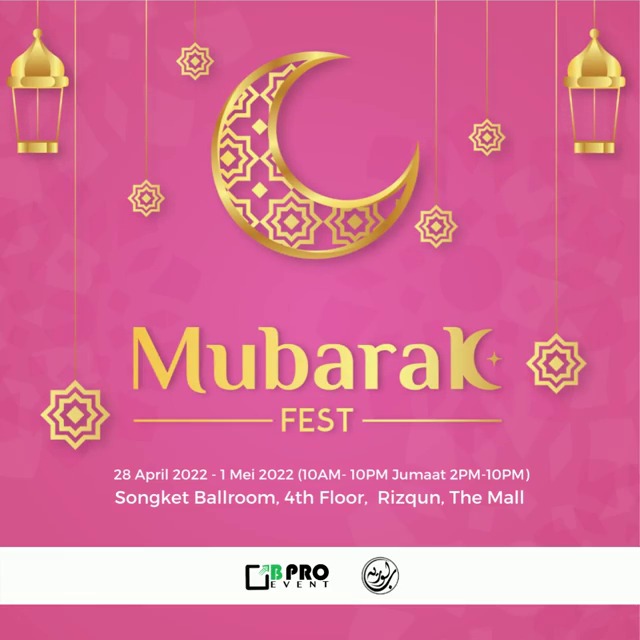 Mubarak
FEST
28 April 2022 - 1 Mei 2022 (10AM- 10PM Jumaat 2PM-10PM)
Songket Ballroom, 4th Floor, Rizqun, The Mall
BPRO
EVENT